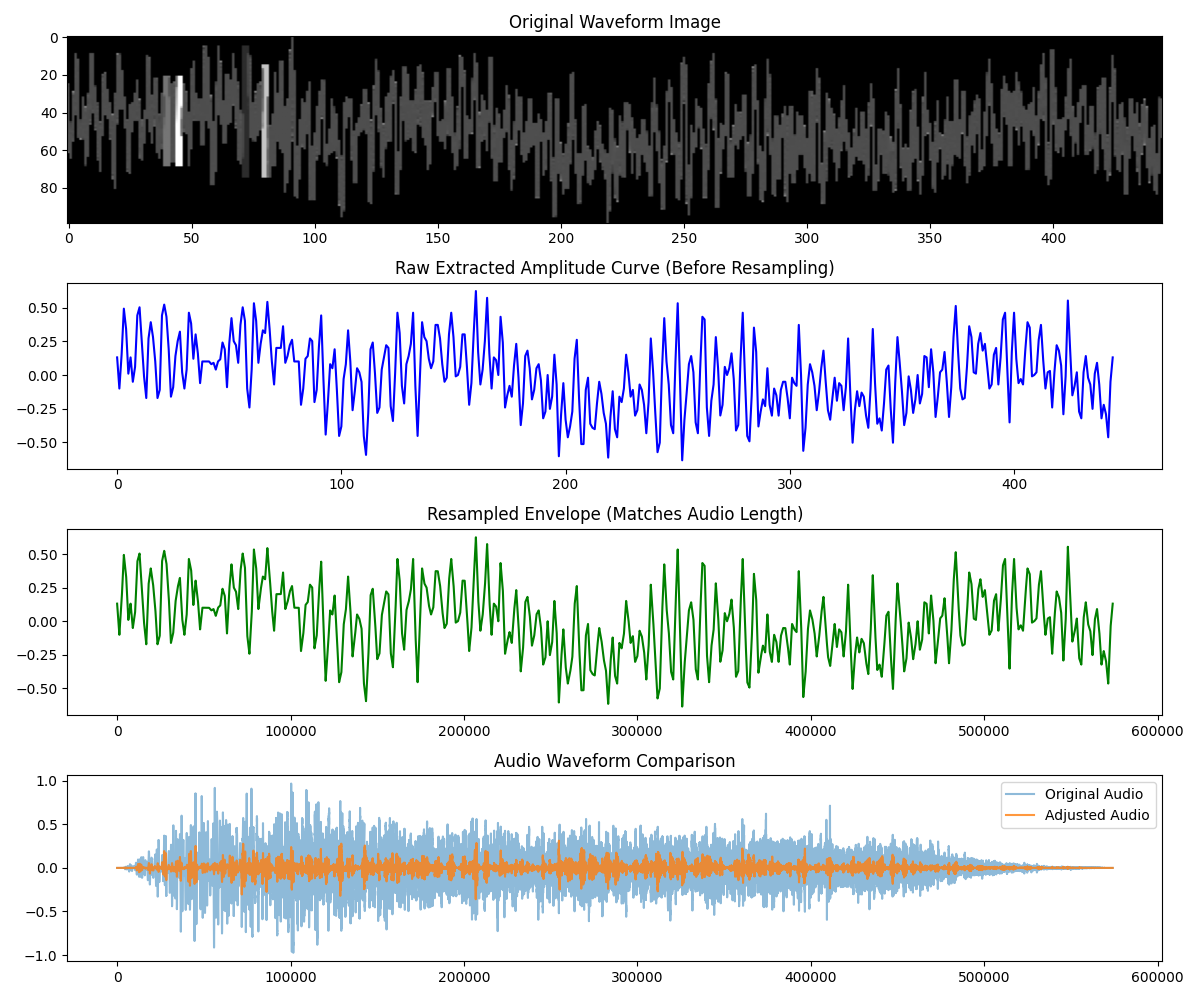 Original Waveform Image
0
20
40
60
80
0 50 100 150 200 250 300 350 400
Raw Extracted Amplitude Curve (Before Resampling)
0.50
0.25
0.00
−0.25
−0.50
0 100 200 300 400
Resampled Envelope (Matches Audio Length)
0.50
0.25
0.00
−0.25
−0.50
0 100000 200000 300000 400000 500000 600000
Audio Waveform Comparison
1.0
0.5
0.0
−0.5
−1.0
Original Audio
Adjusted Audio
0 100000 200000 300000 400000 500000 600000